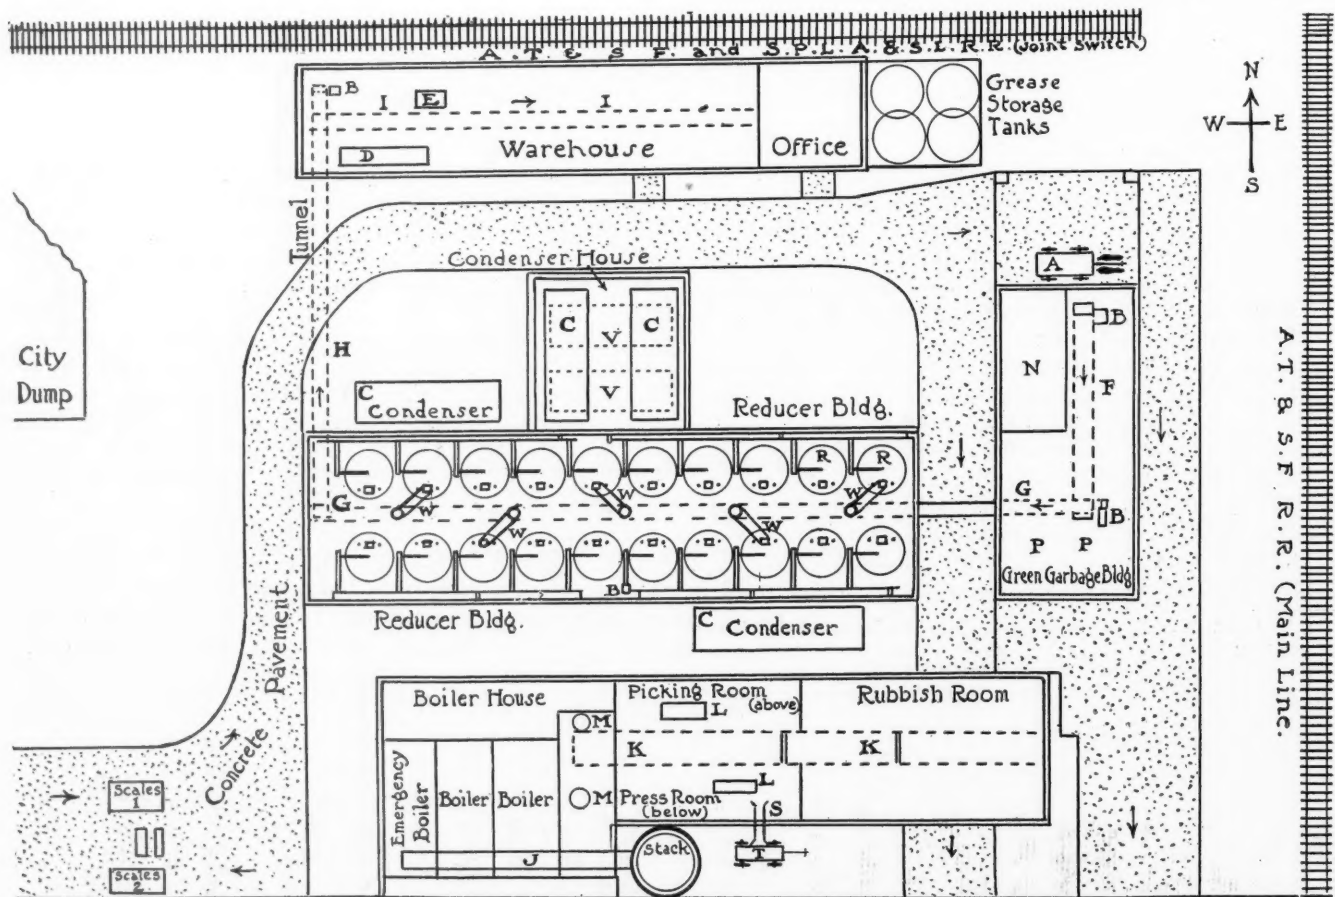 A.T. & S F. and S.P.L A. & S.L R.R. (Joint Switch)
B
I E → I
D
Warehouse
Office
Grease
Storage
Tanks
N
W E
S
Tunnel
Condenser House
A
City
Dump
H
C C
V
V
C
Condenser
Reducer Bldg.
N
B
F
R R
G
W W W
W W
G
B
P P
Green Garbage Bldg
B
Reducer Bldg.
C Condenser
A.T. & S F R.R. (Main Line.
Concrete Pavement
Boiler House
Picking Room
(above)
L
Rubbish Room
M
K K
L
Emergency
Boiler
Boiler
Boiler
M
Press Room
(below)
S
J
Stack
T
Scales
1
Scales
2